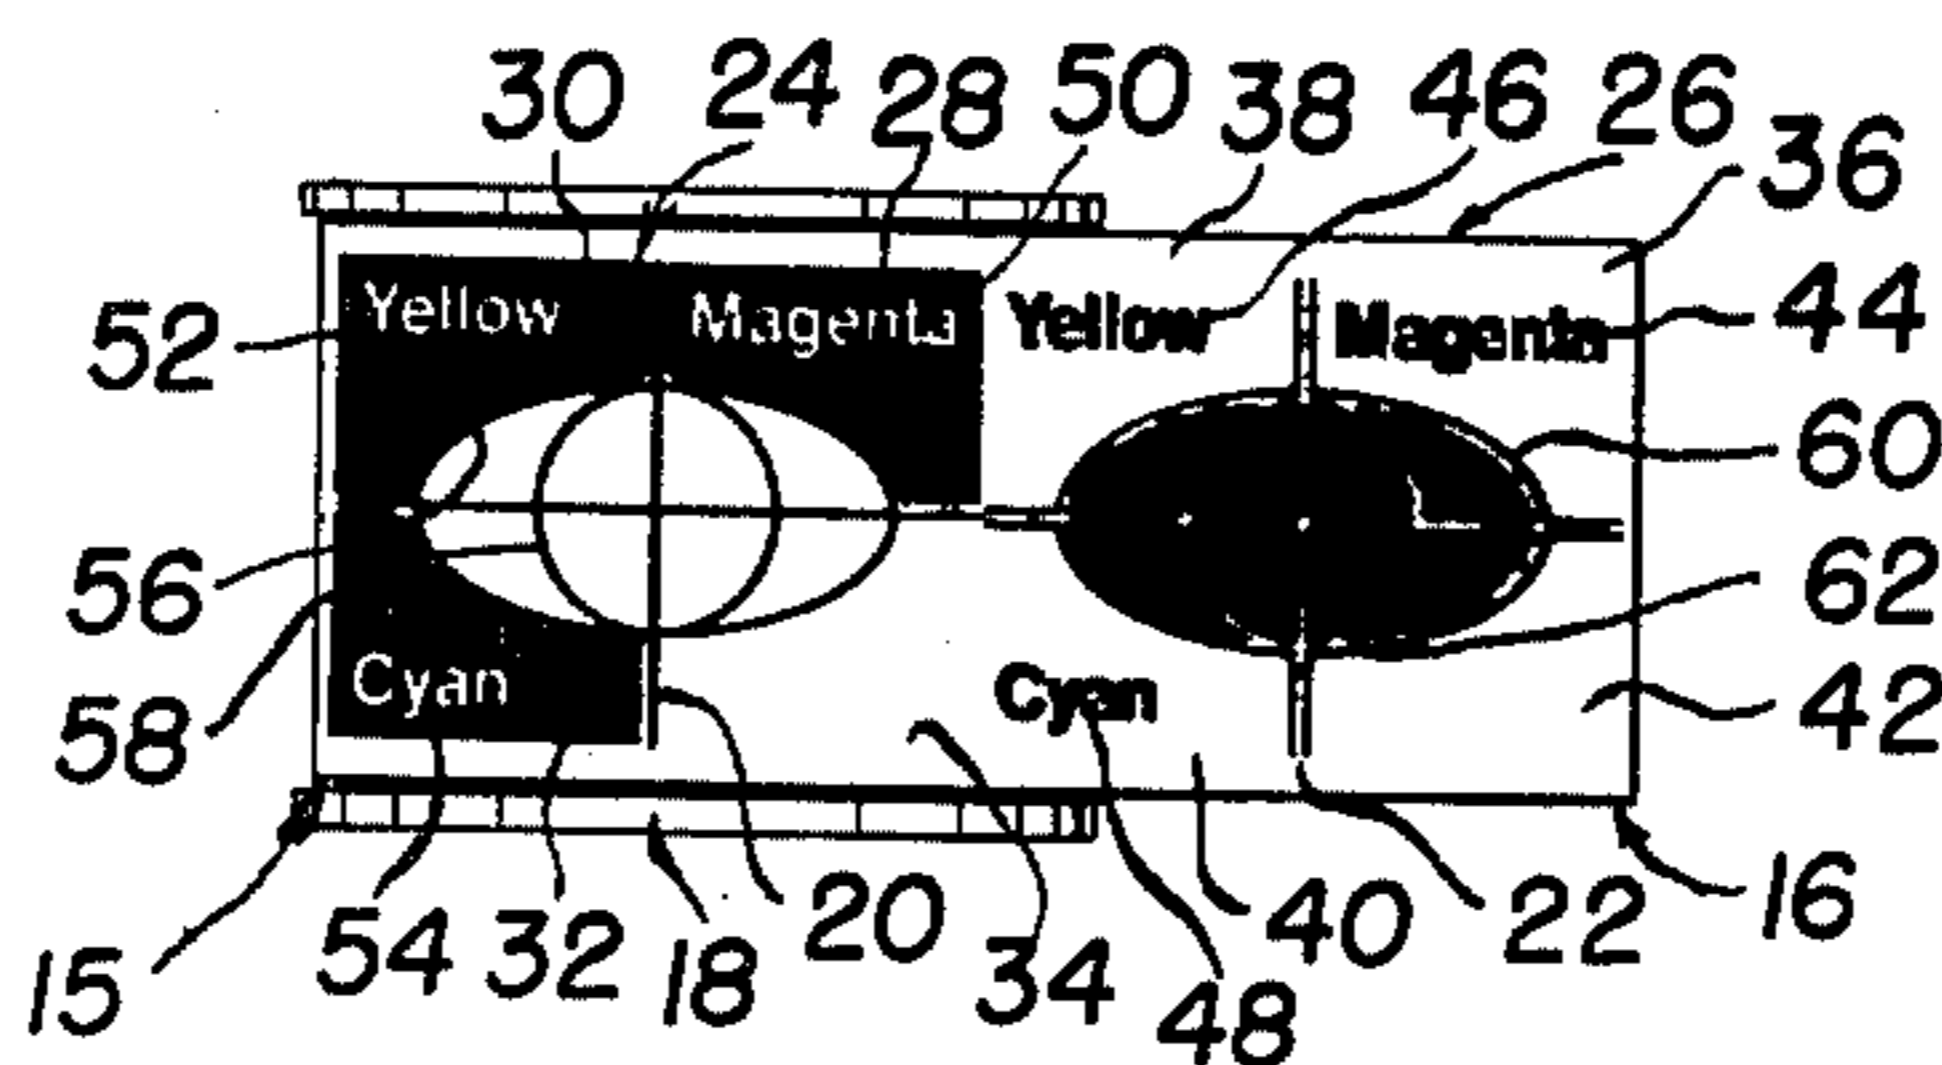 30 24 28 50 38 46 26 36
52 Yellow Magenta Yellow Magenta 44
60
56 62
58 Cyan Cyan 42
15 54 32 18 20 34 48 40 22 16